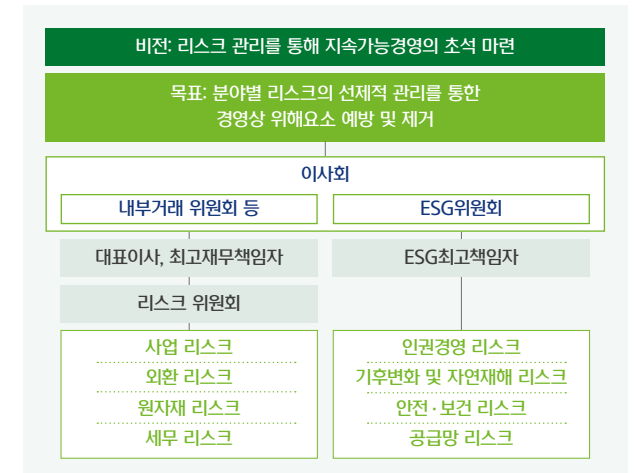 비전: 리스크 관리를 통해 지속가능경영의 초석 마련
목표: 분야별 리스크의 선제적 관리를 통한
경영상 위해요소 예방 및 제거
이사회
내부거래 위원회 등
ESG위원회
대표이사, 최고재무책임자
ESG최고책임자
리스크 위원회
사업 리스크
외환 리스크
원자재 리스크
세무 리스크
인권경영 리스크
기후변화 및 자연재해 리스크
안전·보건 리스크
공급망 리스크